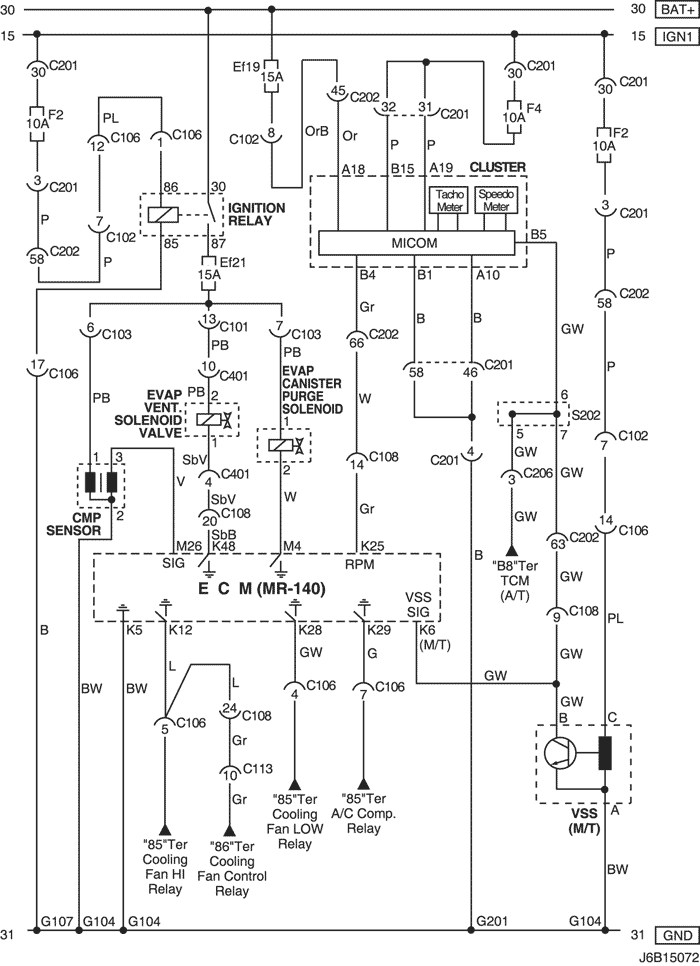 30
30 BAT+
15
15 IGN1
30 C201
F2
10A
3 C201
P
58 C202
PL
12 C106
1 C106
7 C102
P
Ef19
15A
C102 8
OrB
45 C202
Or
32 31 C201
P P
30 C201
F4
10A
30 C201
F2
10A
3 C201
P
58 C202
P
86 30
IGNITION
RELAY
85 87
Ef21
15A
A18 B15 A19 CLUSTER
Tacho
Meter
Speedo
Meter
MICOM
B5
B4 B1 A10
Gr B B
66 C202
58 46 C201
W
GW
17 C106
6 C103
13 C101
7 C103
PB PB PB
10 C401
EVAP
VENT.
SOLENOID
VALVE
PB 2
1
EVAP
CANISTER
PURGE
SOLENOID
1
2
PB
SbV
4 C401
SbV
20 C108
SbB
W
1 3
CMP
SENSOR
2
V
14 C108
Gr
C201 4
B
6
S202
5 7
GW GW
3 C206
GW
"B8"Ter
TCM
(A/T)
63 C202
GW
9 C108
GW
7 C102
14 C106
PL
M26 K48 M4 K25
SIG RPM
E C M (MR-140)
VSS
SIG
K5 K12 K28 K29 K6
(M/T)
B
BW
BW
L L
GW G
GW
5 C106
24 C108
Gr
10 C113
Gr
4 C106
7 C106
GW
B C
VSS
(M/T)
A
BW
"85"Ter
Cooling
Fan HI
Relay
"86"Ter
Cooling
Fan Control
Relay
"85"Ter
Cooling
Fan LOW
Relay
"85"Ter
A/C Comp.
Relay
G107 G104 G104 G201 G104
31
31 GND
J6B15072